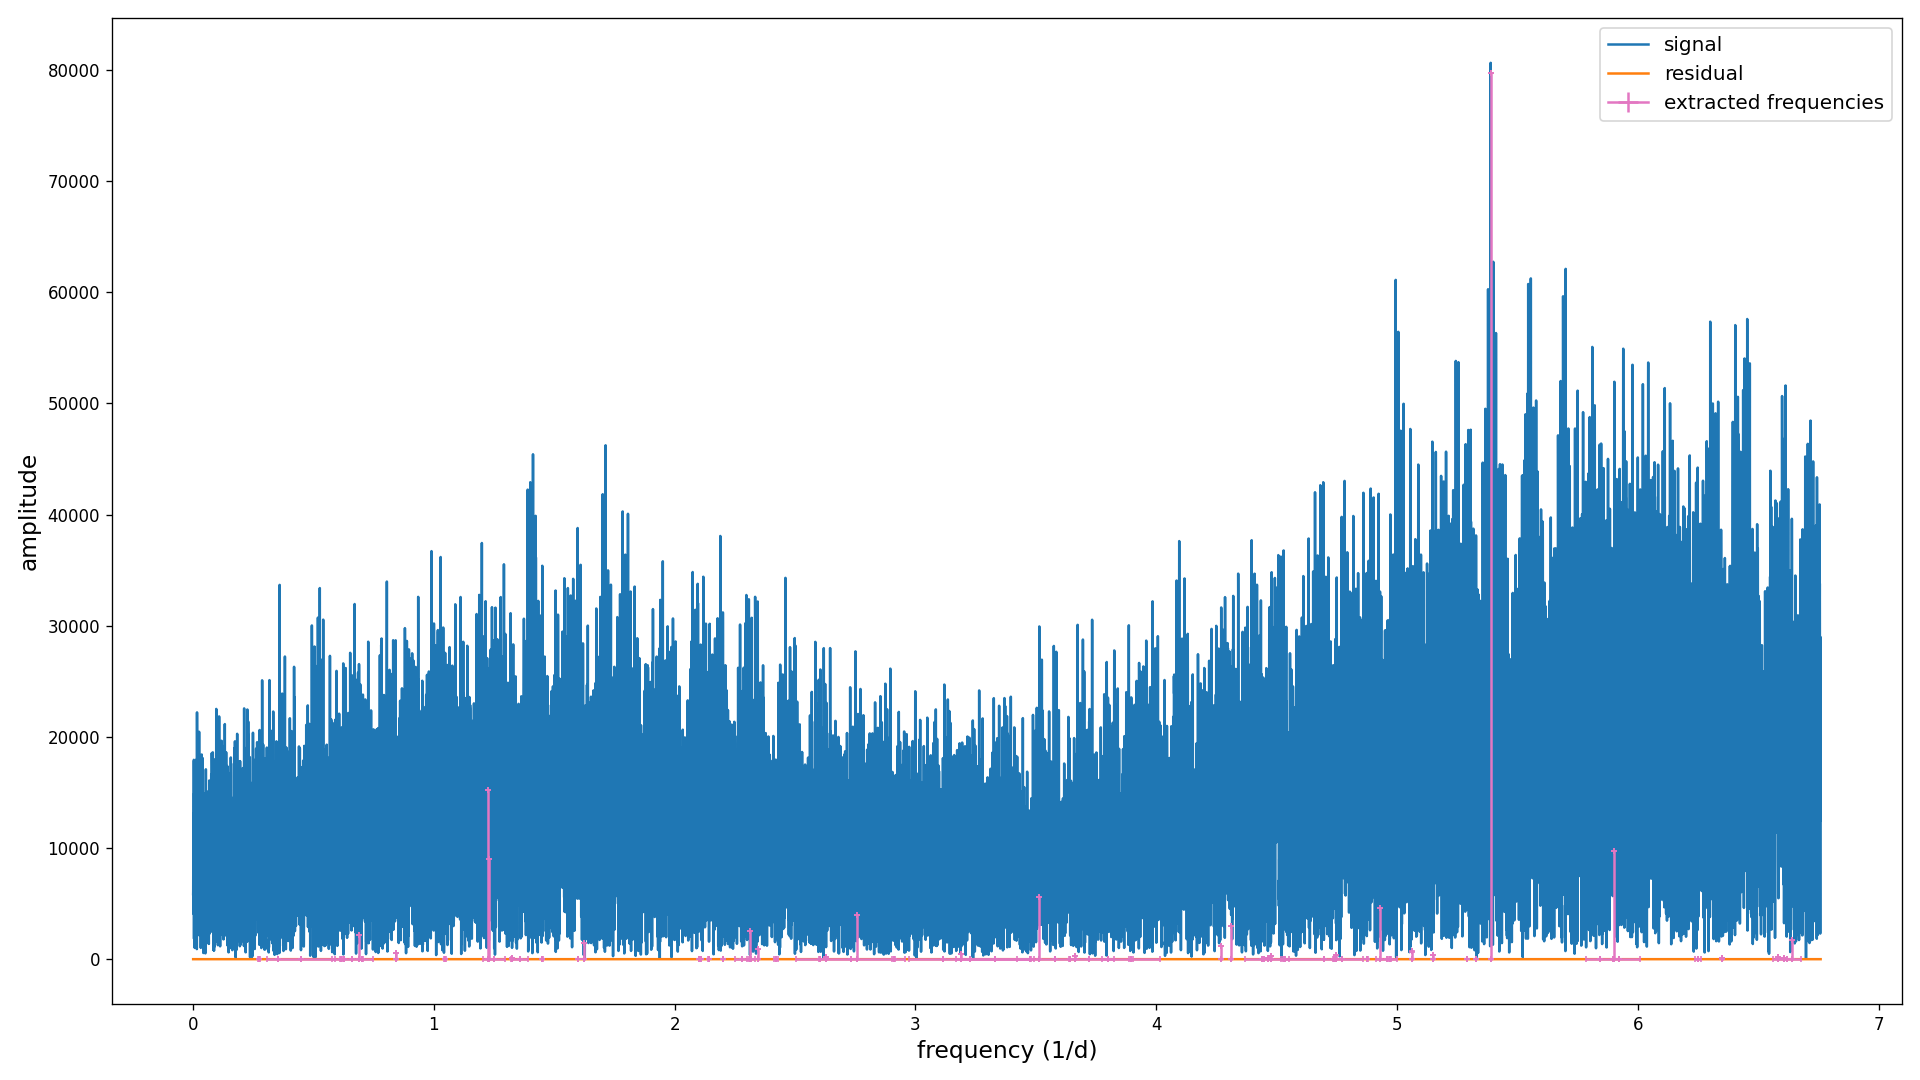 signal
residual
extracted frequencies
80000
70000
60000
50000
40000
30000
20000
10000
0
amplitude
0 1 2 3 4 5 6 7
frequency (1/d)